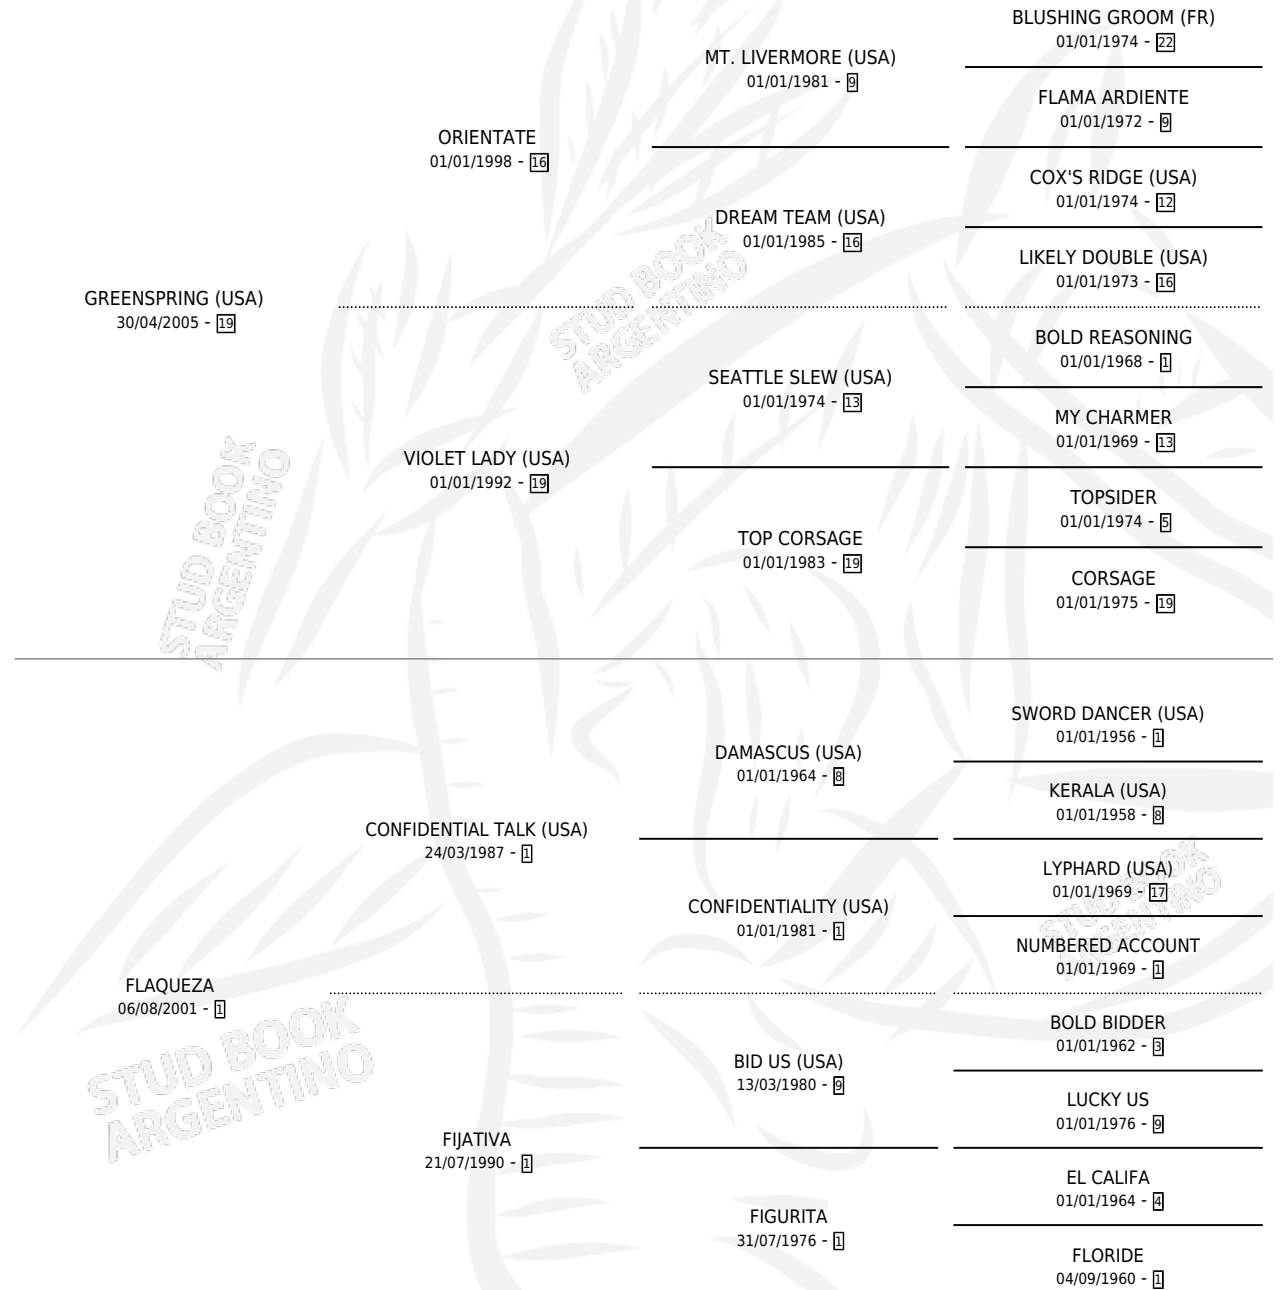 BLUSHING GROOM (FR)
01/01/1974 - 22
MT. LIVERMORE (USA)
01/01/1981 - 9
FLAMA ARDIENTE
01/01/1972 - 9
ORIENTATE
01/01/1998 - 16
COX'S RIDGE (USA)
01/01/1974 - 12
DREAM TEAM (USA)
01/01/1985 - 16
LIKELY DOUBLE (USA)
01/01/1973 - 16
GREENSPRING (USA)
30/04/2005 - 19
STUD BOOK
ARGENTINO
BOLD REASONING
01/01/1968 - 1
SEATTLE SLEW (USA)
01/01/1974 - 13
MY CHARMER
01/01/1969 - 13
VIOLET LADY (USA)
01/01/1992 - 19
TOPSIDER
01/01/1974 - 5
TOP CORSAGE
01/01/1983 - 19
CORSAGE
01/01/1975 - 19
STUD BOOK
ARGENTINO
SWORD DANCER (USA)
01/01/1956 - 1
DAMASCUS (USA)
01/01/1964 - 8
KERALA (USA)
01/01/1958 - 8
CONFIDENTIAL TALK (USA)
24/03/1987 - 1
LYPHARD (USA)
01/01/1969 - 17
CONFIDENTIALITY (USA)
01/01/1981 - 1
NUMBERED ACCOUNT
01/01/1969 - 1
STUD BOOK
ARGENTINO
FLAQUEZA
06/08/2001 - 1
BOLD BIDDER
01/01/1962 - 3
BID US (USA)
13/03/1980 - 9
LUCKY US
01/01/1976 - 9
STUD BOOK
ARGENTINO
FIJATIVA
21/07/1990 - 1
EL CALIFA
01/01/1964 - 4
FIGURITA
31/07/1976 - 1
FLORIDE
04/09/1960 - 1